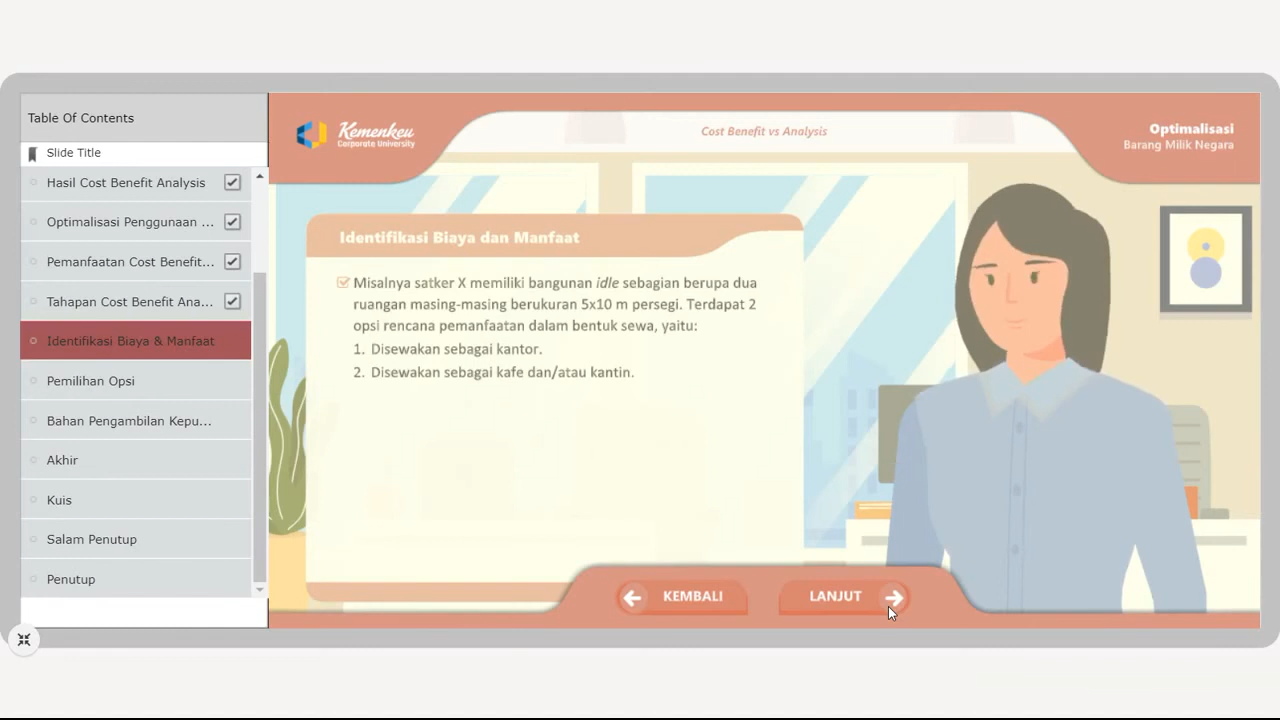 Table Of Contents
Slide Title
Hasil Cost Benefit Analysis
Optimalisasi Penggunaan ...
Pemanfaatan Cost Benefit...
Tahapan Cost Benefit Ana...
Identifikasi Biaya & Manfaat
Pemilihan Opsi
Bahan Pengambilan Kepu...
Akhir
Kuis
Salam Penutup
Penutup
Kemenkeu
Corporate University
Cost Benefit vs Analysis
Optimalisasi
Barang Milik Negara
Identifikasi Biaya dan Manfaat
Misalnya satker X memiliki bangunan idle sebagian berupa dua
ruangan masing-masing berukuran 5x10 m persegi. Terdapat 2
opsi rencana pemanfaatan dalam bentuk sewa, yaitu:
1. Disewakan sebagai kantor.
2. Disewakan sebagai kafe dan/atau kantin.
KEMBALI
LANJUT